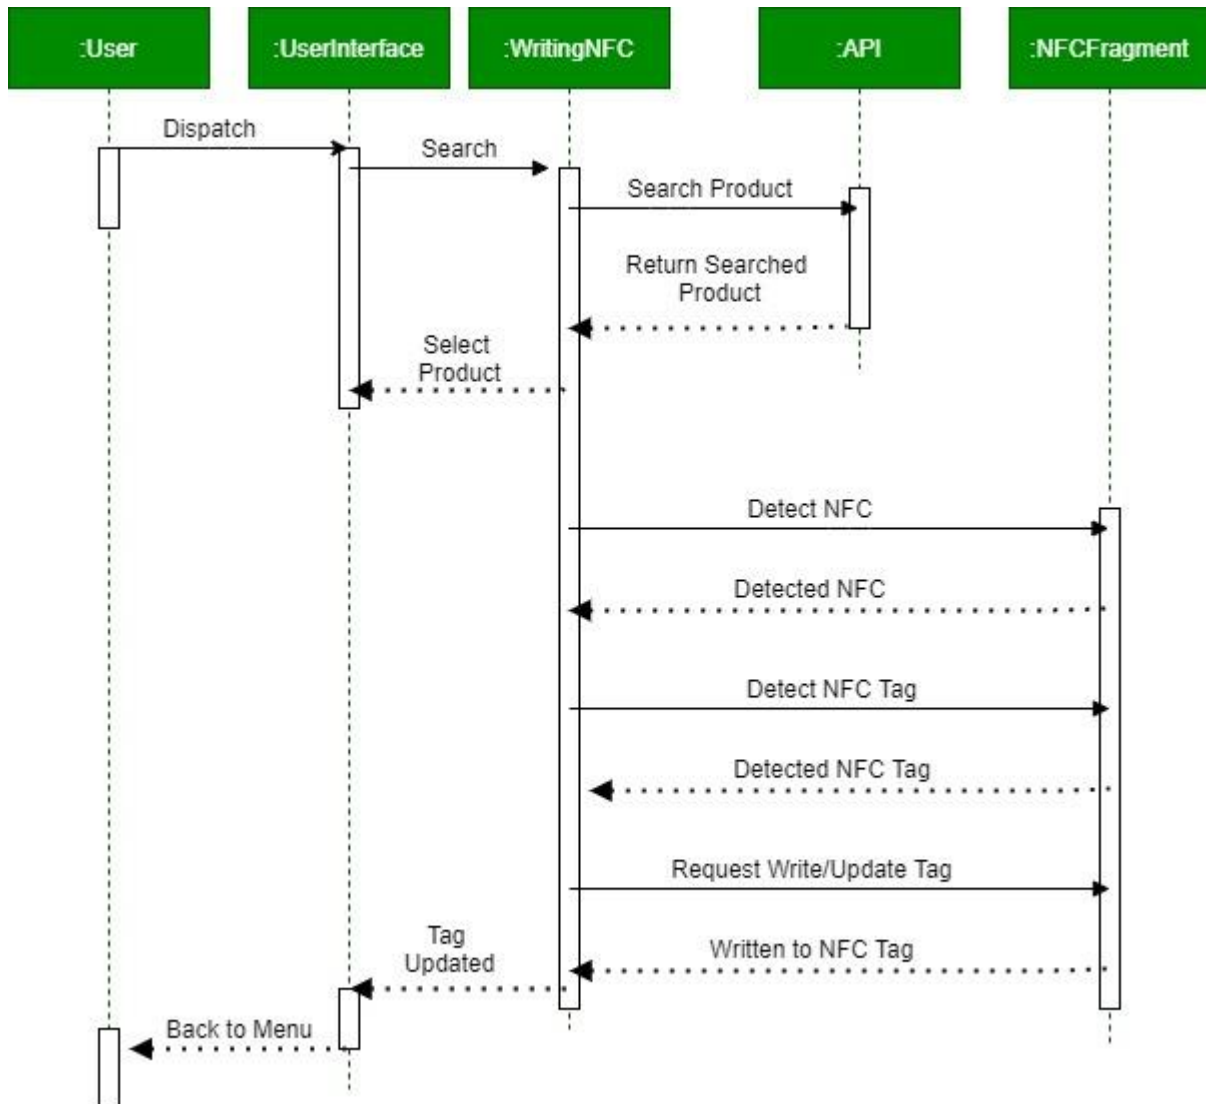 :User
:UserInterface
:WritingNFC
:API
:NFCFragment
Dispatch
Search
Search Product
Return Searched
Product
Select
Product
Detect NFC
Detected NFC
Detect NFC Tag
Detected NFC Tag
Request Write/Update Tag
Written to NFC Tag
Tag
Updated
Back to Menu